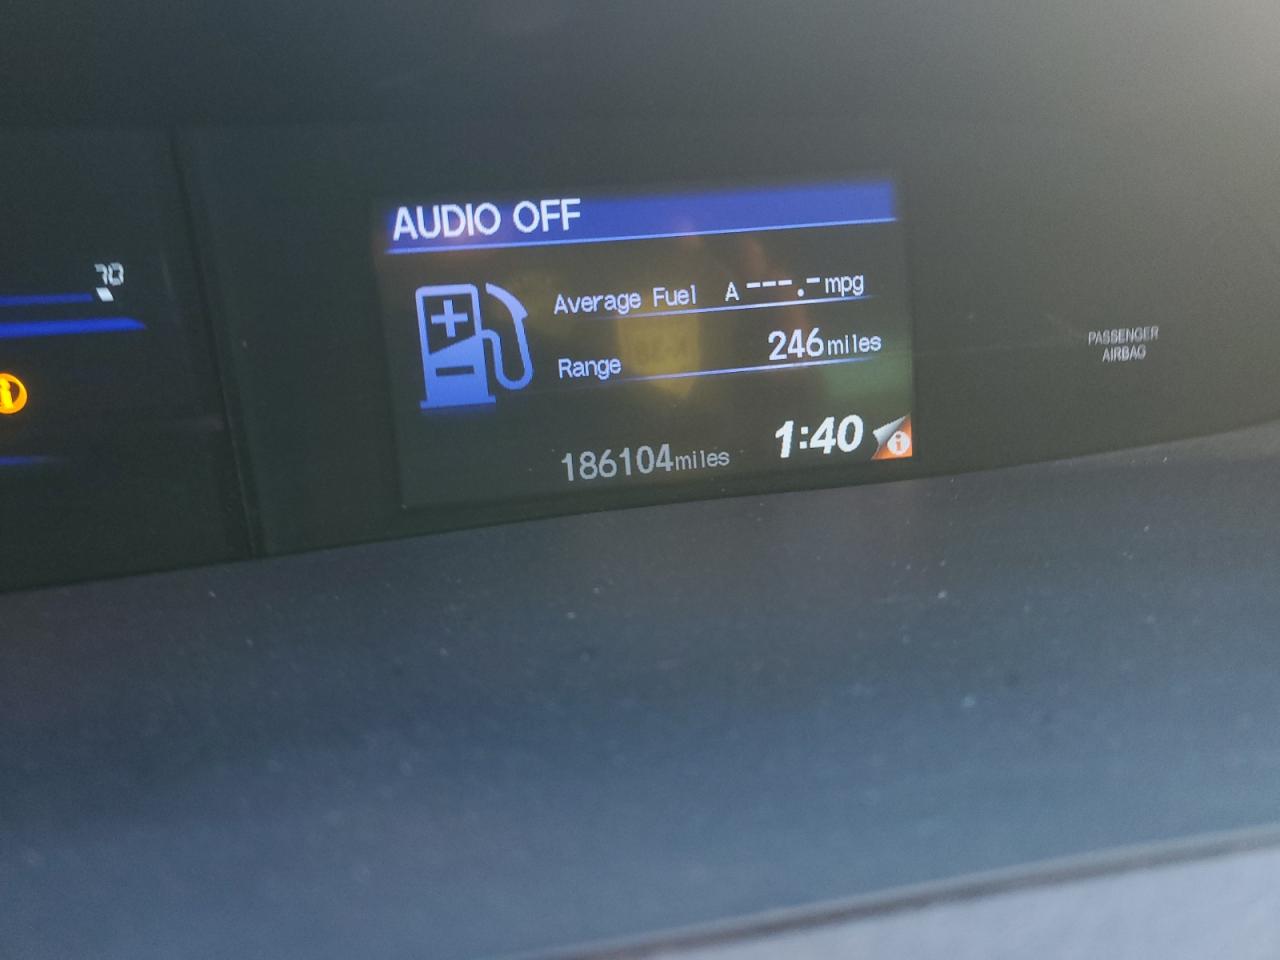 AUDIO OFF
Average Fuel A ---.- mpg
Range 246 miles
186104 miles 1:40
PASSENGER
AIRBAG